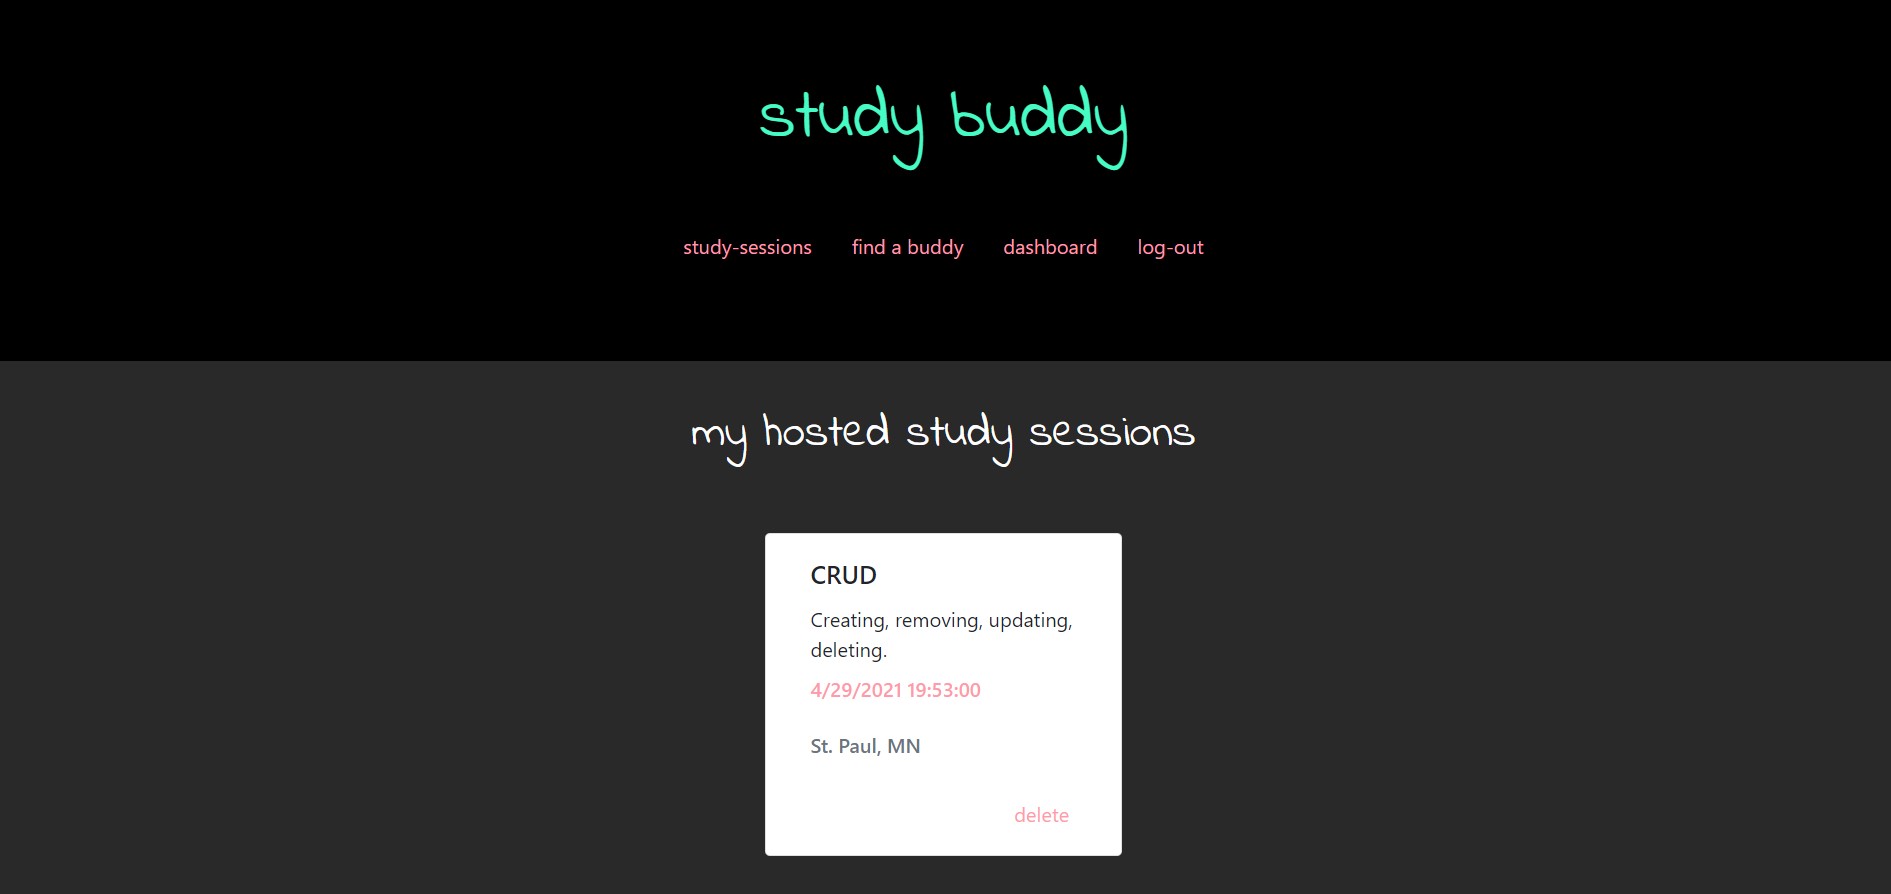 study buddy
study-sessions find a buddy dashboard log-out
my hosted study sessions
CRUD
Creating, removing, updating,
deleting.
4/29/2021 19:53:00
St. Paul, MN
delete